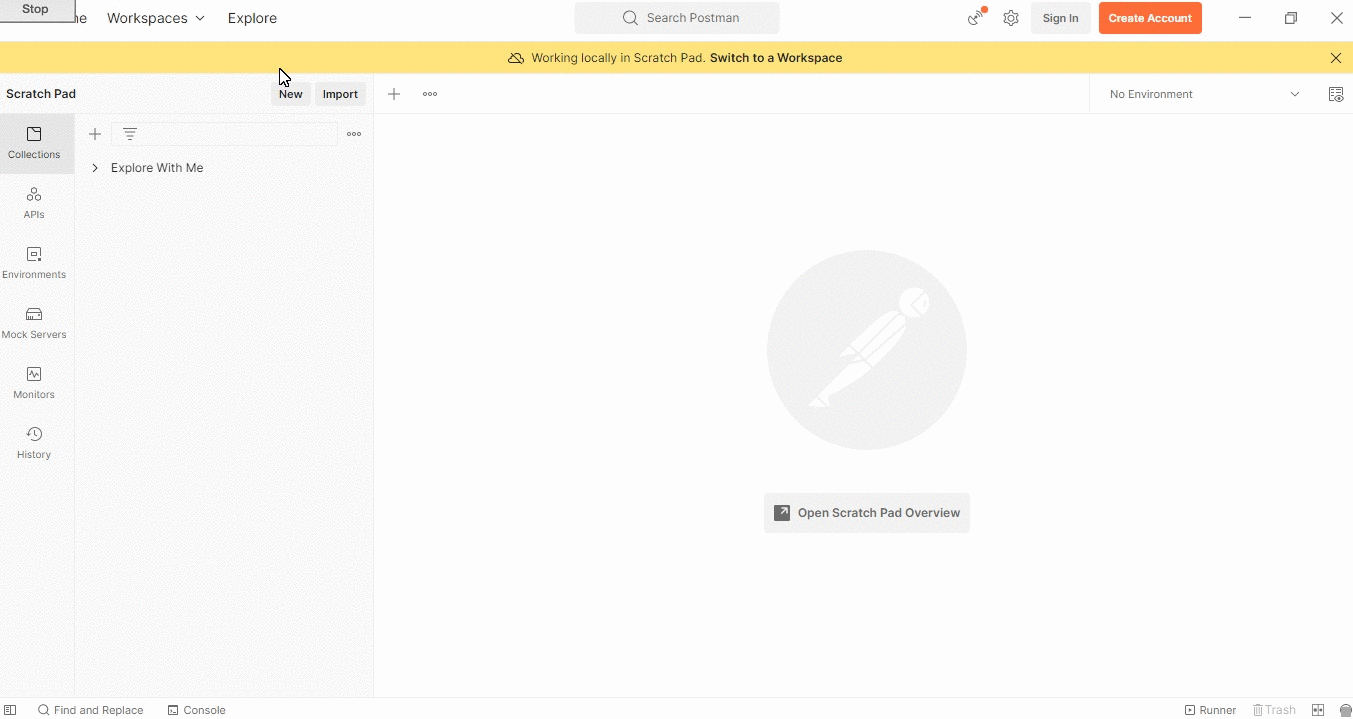 Stop
Workspaces Explore Search Postman Sign In Create Account
Working locally in Scratch Pad. Switch to a Workspace
Scratch Pad New Import No Environment
Collections
Explore With Me
APIs
Environments
Mock Servers
Monitors
History
Open Scratch Pad Overview
Find and Replace Console Runner Trash